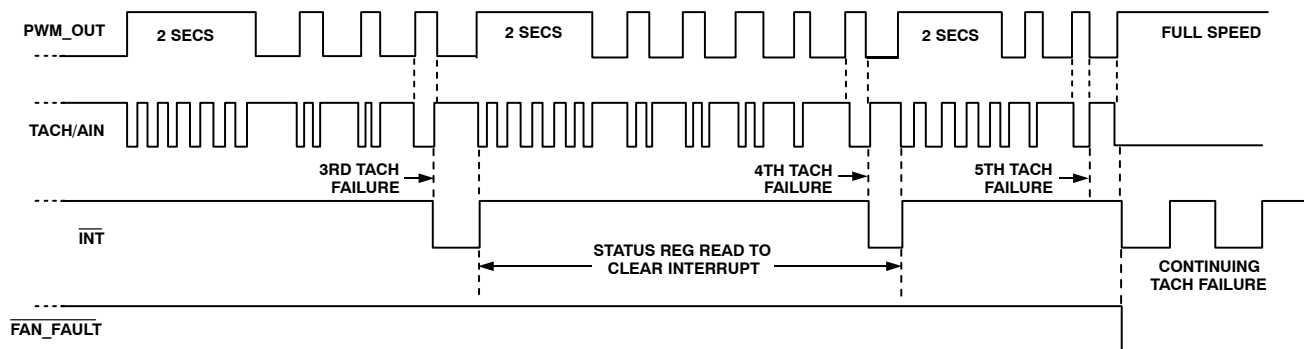 PWM_OUT
2 SECS
2 SECS
2 SECS
FULL SPEED
TACH/AIN
3RD TACH
FAILURE
4TH TACH
FAILURE
5TH TACH
FAILURE
INT
STATUS REG READ TO
CLEAR INTERRUPT
CONTINUING
TACH FAILURE
FAN_FAULT